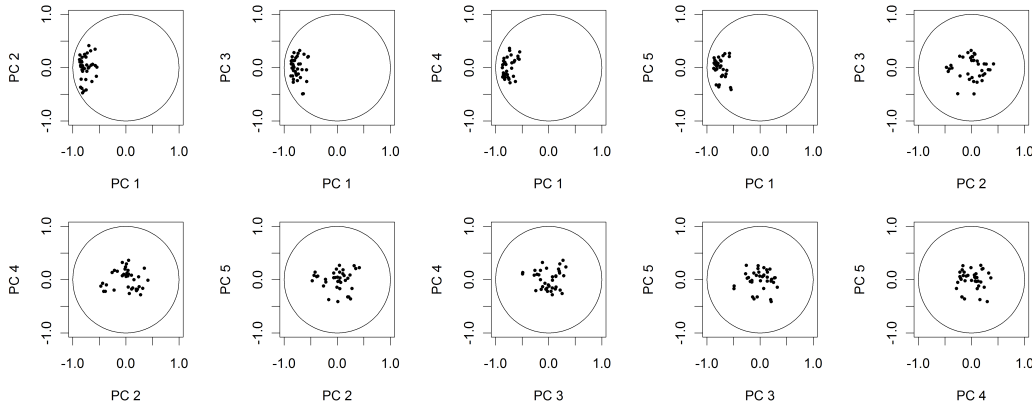 PC 2 1.0 0.0 -1.0 -1.0 0.0 1.0 PC 1
PC 3 1.0 0.0 -1.0 -1.0 0.0 1.0 PC 1
PC 4 1.0 0.0 -1.0 -1.0 0.0 1.0 PC 1
PC 5 1.0 0.0 -1.0 -1.0 0.0 1.0 PC 1
PC 3 1.0 0.0 -1.0 -1.0 0.0 1.0 PC 2
PC 4 1.0 0.0 -1.0 -1.0 0.0 1.0 PC 2
PC 5 1.0 0.0 -1.0 -1.0 0.0 1.0 PC 2
PC 4 1.0 0.0 -1.0 -1.0 0.0 1.0 PC 3
PC 5 1.0 0.0 -1.0 -1.0 0.0 1.0 PC 3
PC 5 1.0 0.0 -1.0 -1.0 0.0 1.0 PC 4